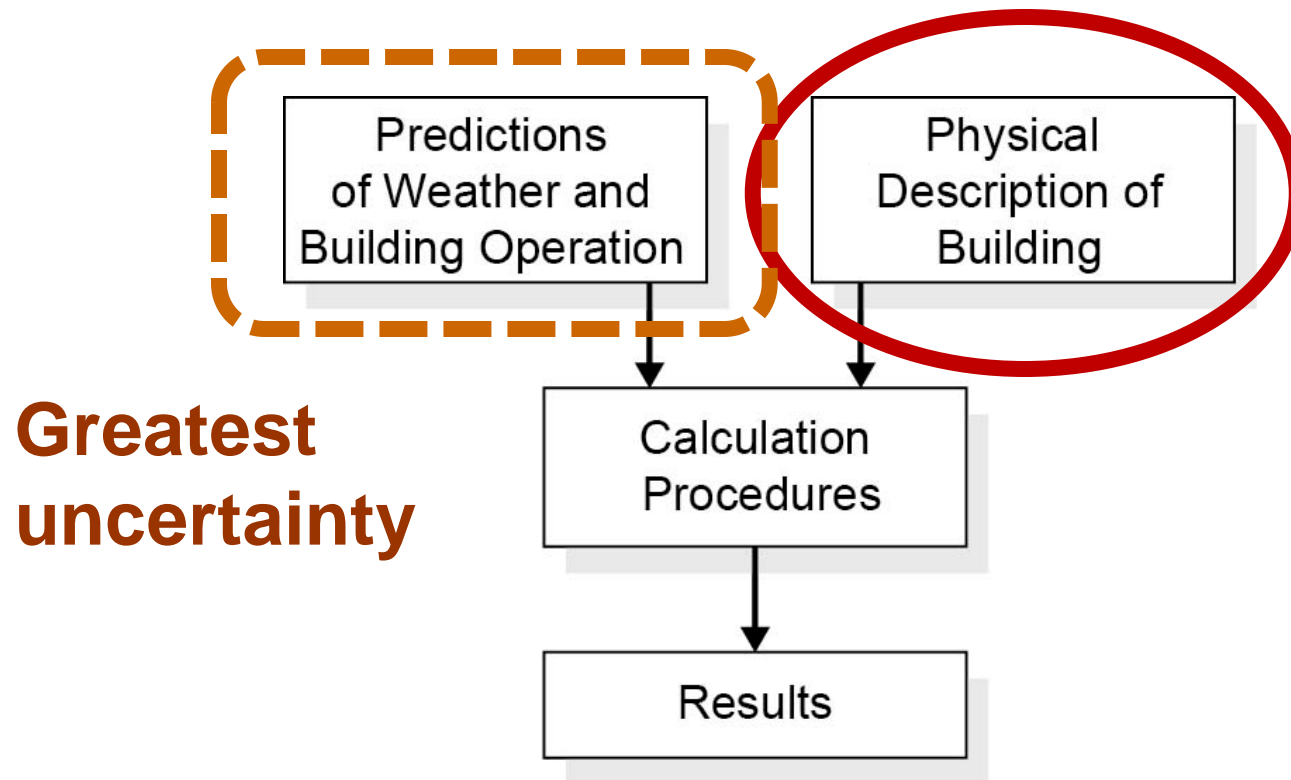 Predictions
of Weather and
Building Operation
Physical
Description of
Building
Greatest
uncertainty
Calculation
Procedures
Results